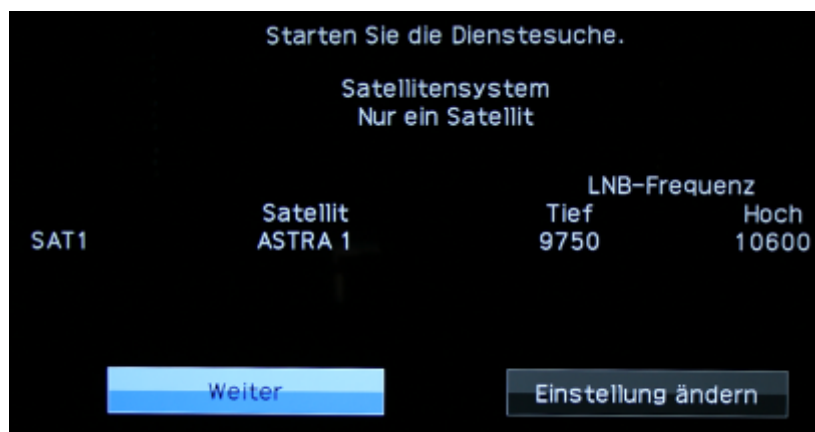 Starten Sie die Dienstesuche.
Satellitensystem
Nur ein Satellit
LNB-Frequenz
Satellit Tief Hoch
SAT1 ASTRA 1 9750 10600
Weiter Einstellung ändern